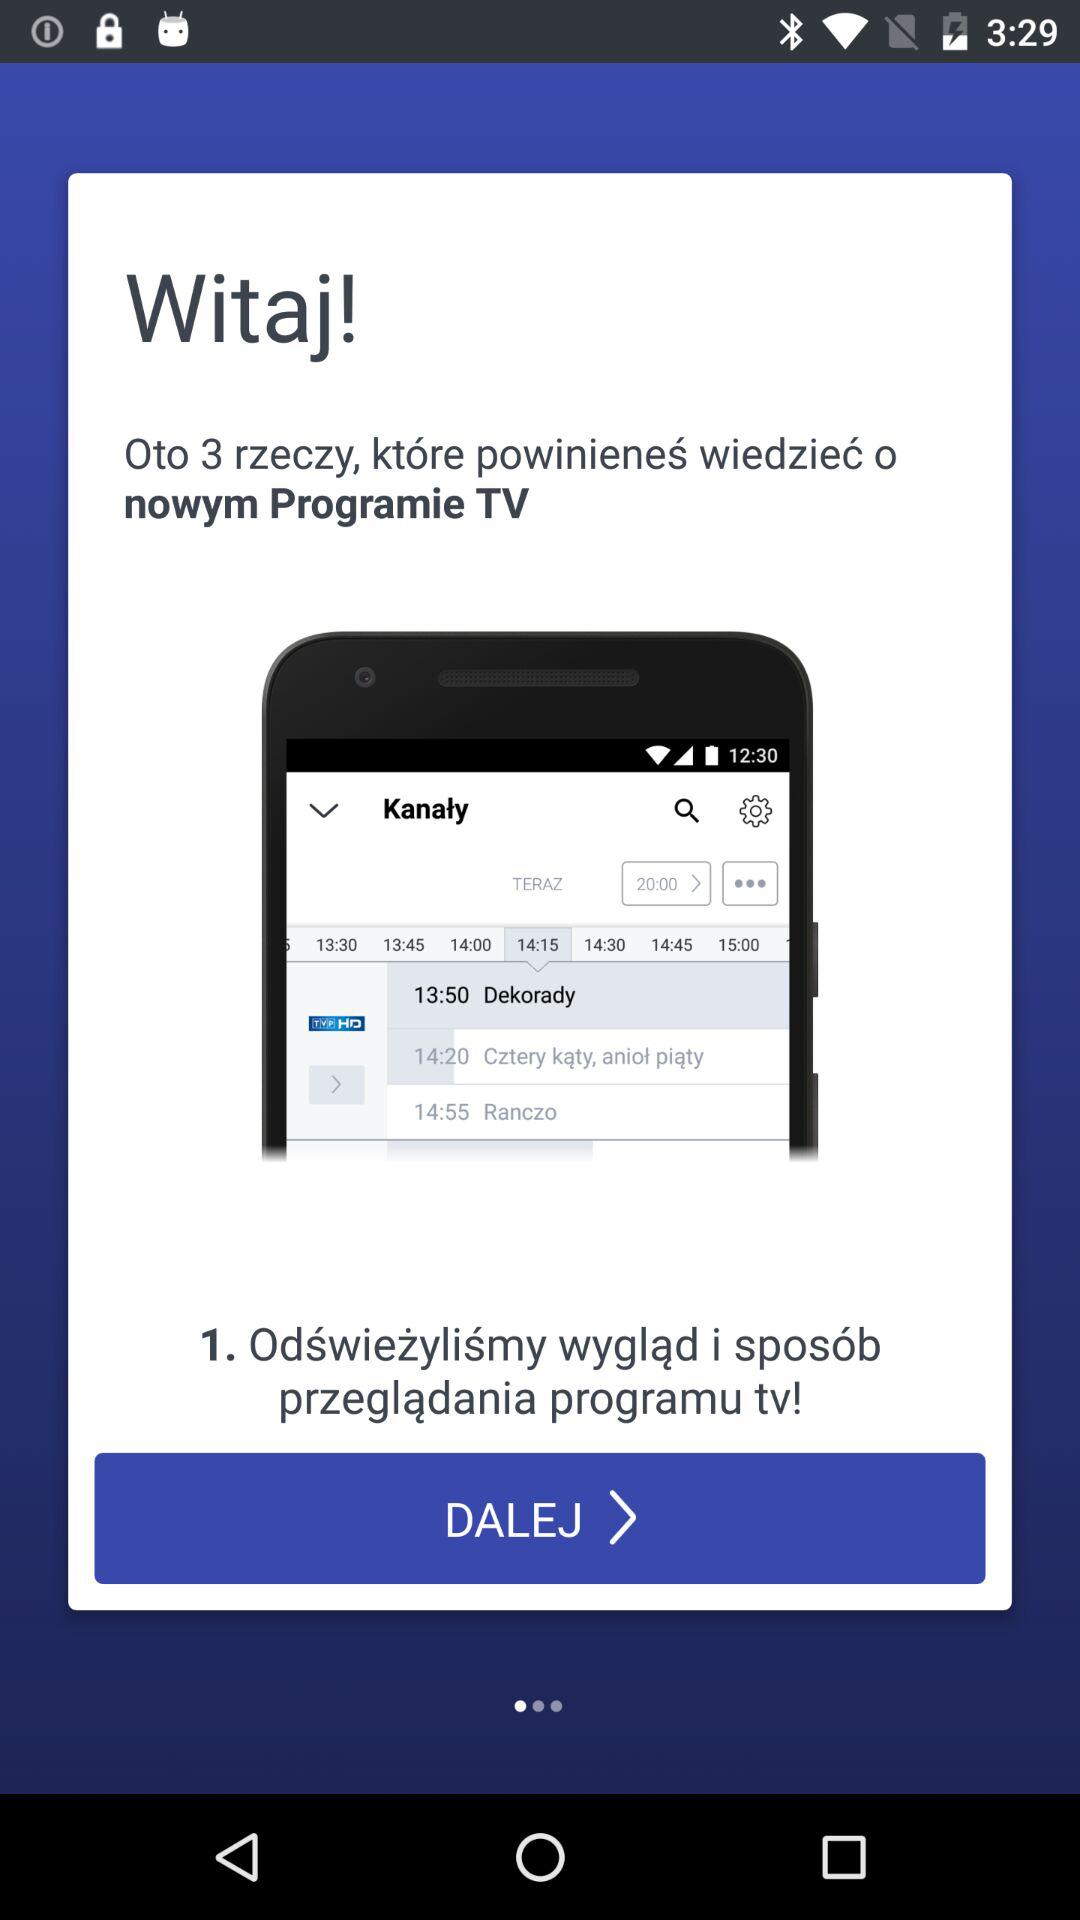 3:29
Witaj!
Oto 3 rzeczy, które powinieneś wiedzieć o
nowym Programie TV
12:30
Kanały
TERAZ 20:00
5 13:30 13:45 14:00 14:15 14:30 14:45 15:00
13:50 Dekorady
TVP HD
14:20 Cztery kąty, anioł piąty
14:55 Ranczo
1. Odświeżyliśmy wygląd i sposób
przeglądania programu tv!
DALEJ